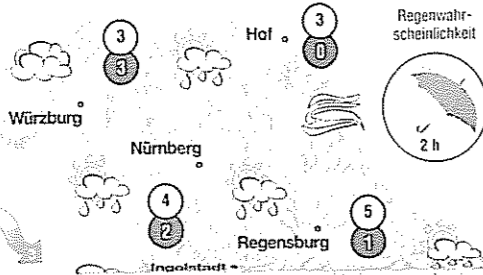 3
3
Hof
3
0
Regenwahr-
scheinlichkeit
2 h
Würzburg
Nürnberg
4
2
Regensburg
5
1
Ingolstadt